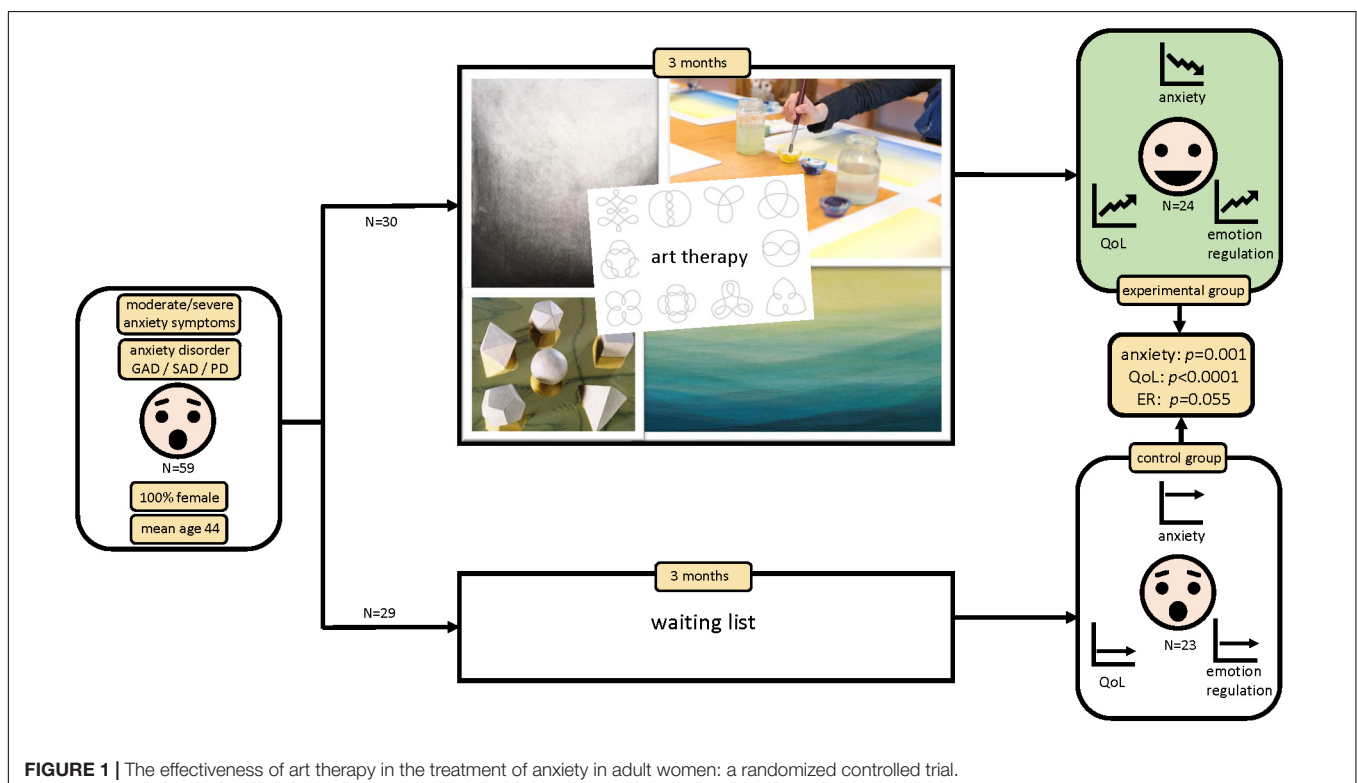 moderate/severe
anxiety symptoms
anxiety disorder
GAD / SAD / PD
N=59
100% female
mean age 44
N=30
N=29
3 months
art therapy
3 months
waiting list
anxiety
N=24
QoL
emotion
regulation
experimental group
anxiety: p=0.001
QoL: p<0.0001
ER: p=0.055
control group
anxiety
N=23
QoL
emotion
regulation
FIGURE 1 | The effectiveness of art therapy in the treatment of anxiety in adult women: a randomized controlled trial.